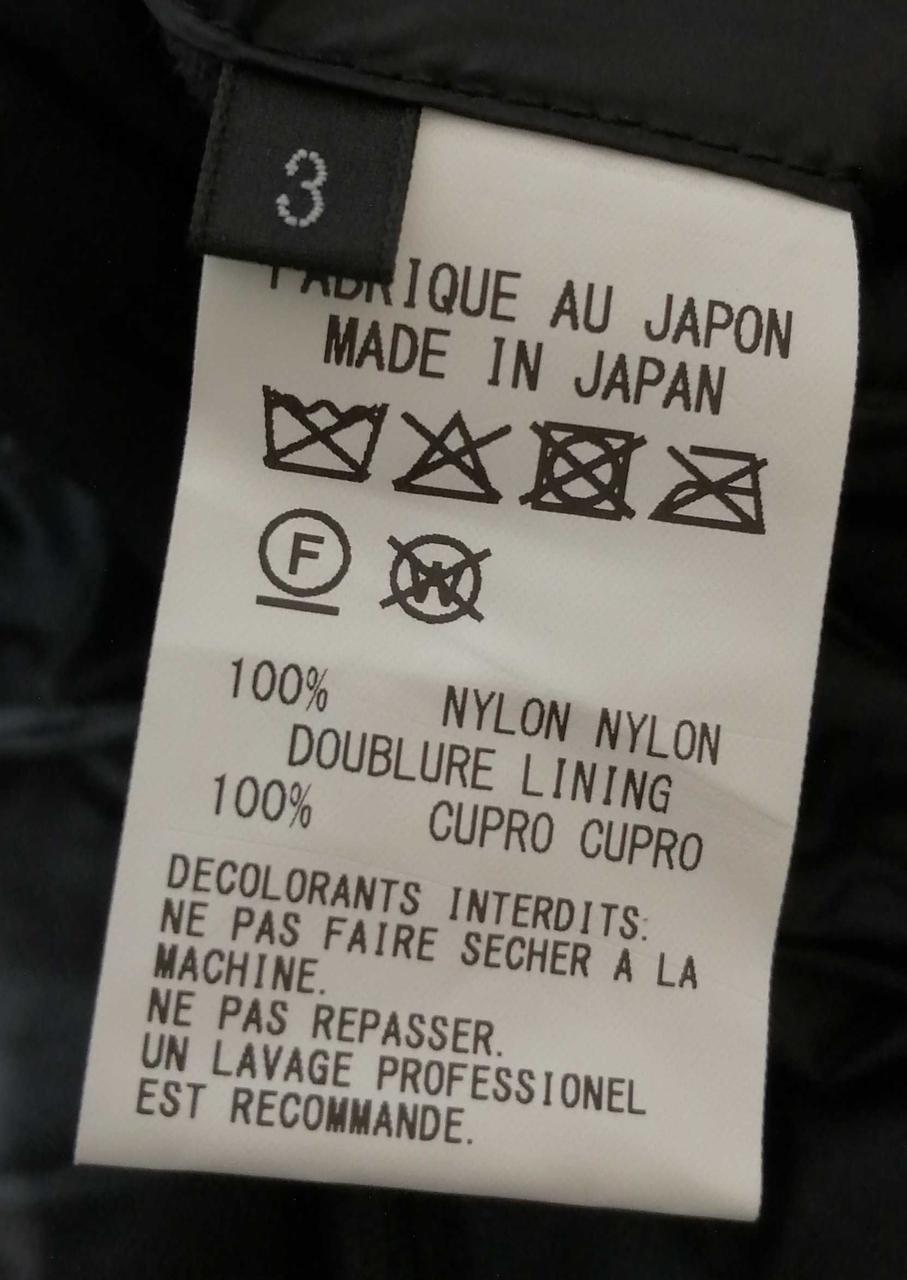 3
FABRIQUE AU JAPON
MADE IN JAPAN
F
W
100% NYLON NYLON
DOUBLURE LINING
100% CUPRO CUPRO
DECOLORANTS INTERDITS:
NE PAS FAIRE SECHER A LA
MACHINE.
NE PAS REPASSER.
UN LAVAGE PROFESSIONEL
EST RECOMMANDE.